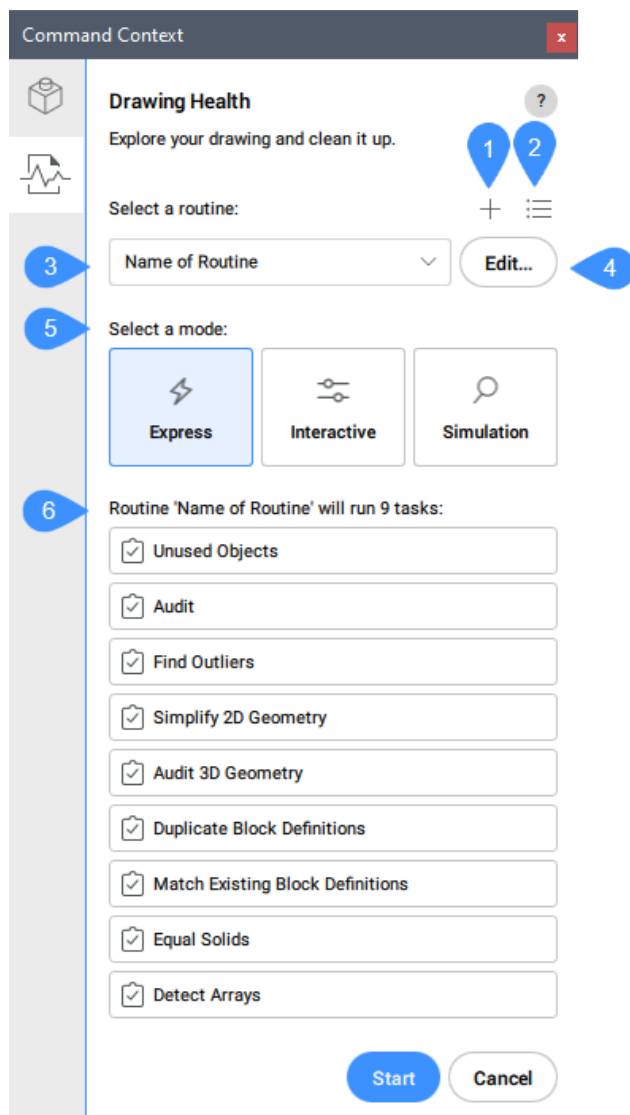 Command Context
x
Drawing Health
?
Explore your drawing and clean it up.
1
2
Select a routine:
3
Name of Routine
Edit...
4
5
Select a mode:
Express
Interactive
Simulation
6
Routine 'Name of Routine' will run 9 tasks:
Unused Objects
Audit
Find Outliers
Simplify 2D Geometry
Audit 3D Geometry
Duplicate Block Definitions
Match Existing Block Definitions
Equal Solids
Detect Arrays
Start
Cancel